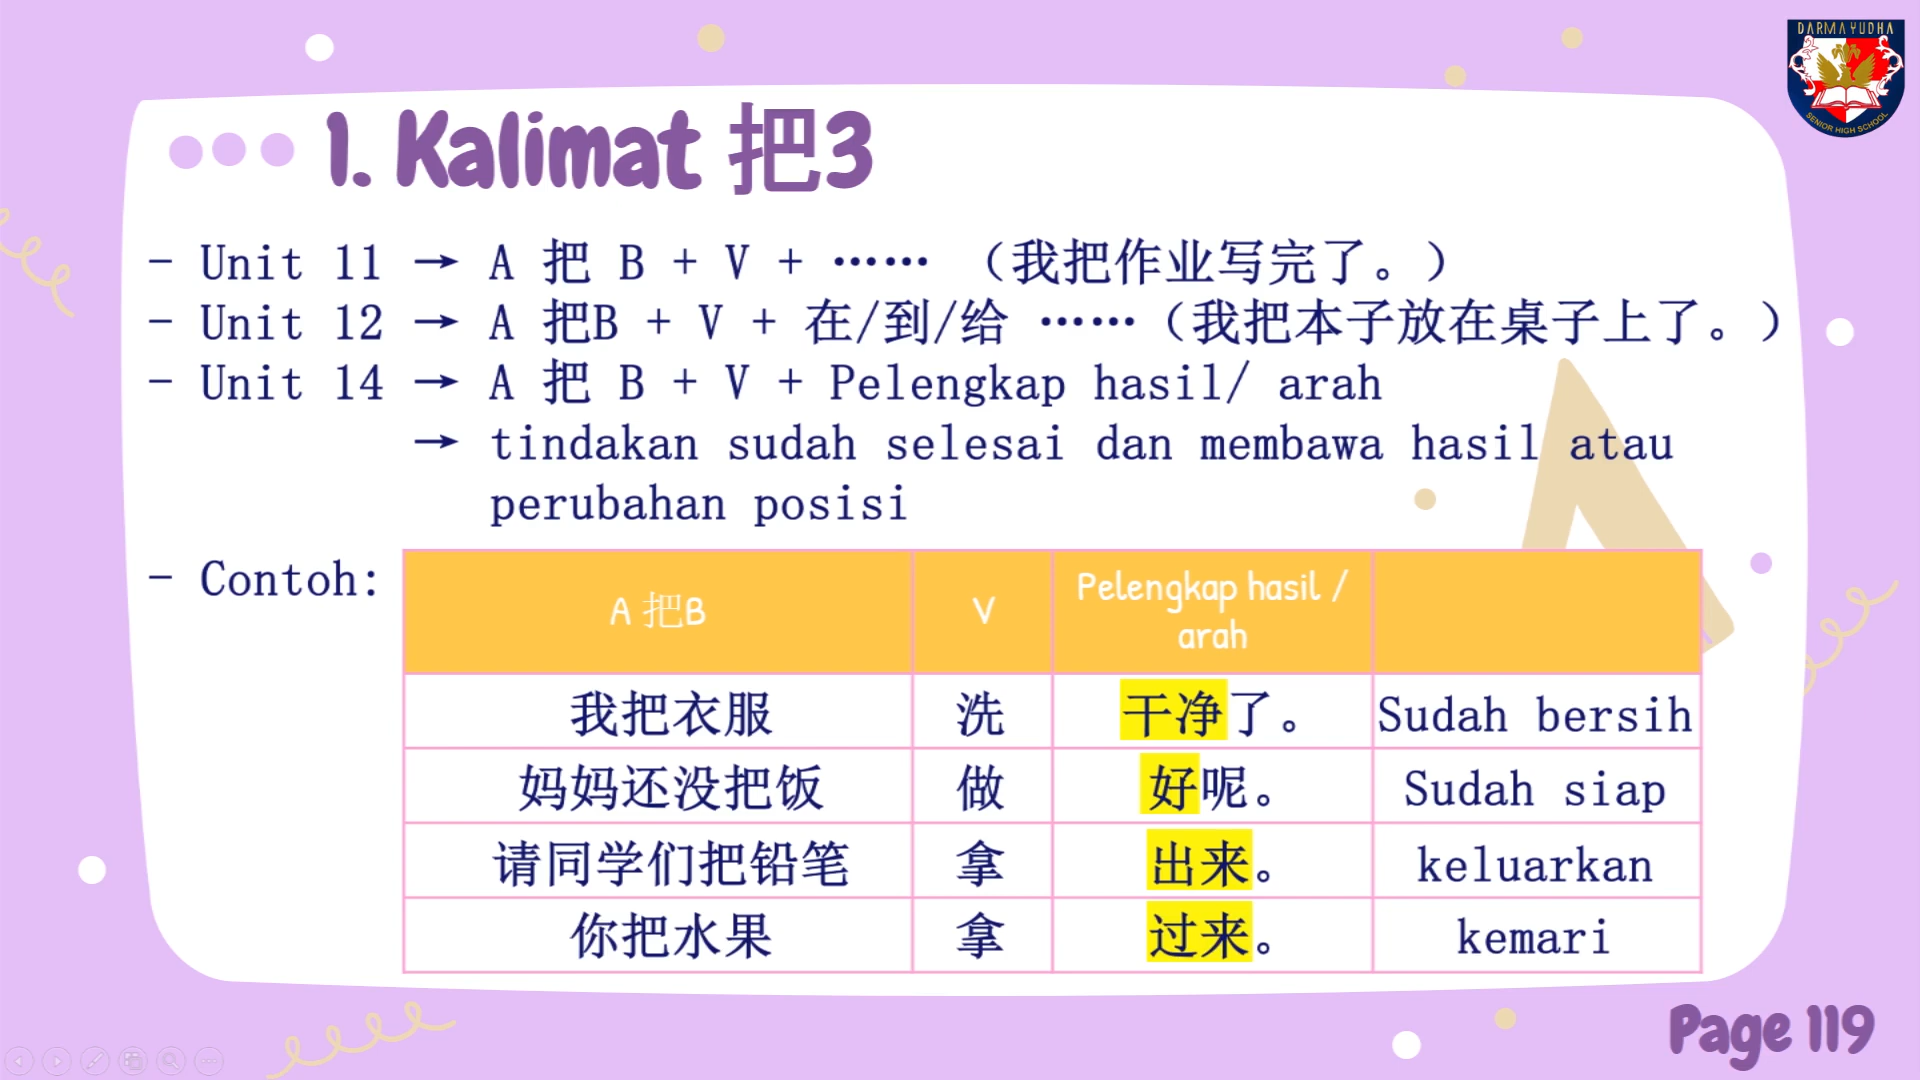 DARMA YUDHA
SENIOR HIGH SCHOOL
1. Kalimat 把3
- Unit 11 → A 把 B + V + …… （我把作业写完了。）
- Unit 12 → A 把B + V + 在/到/给 ……（我把本子放在桌子上了。）
- Unit 14 → A 把 B + V + Pelengkap hasil/ arah
→ tindakan sudah selesai dan membawa hasil atau
perubahan posisi
- Contoh:
A 把B V Pelengkap hasil /
arah
我把衣服 洗 干净了。 Sudah bersih
妈妈还没把饭 做 好呢。 Sudah siap
请同学们把铅笔 拿 出来。 keluarkan
你把水果 拿 过来。 kemari
Page 119